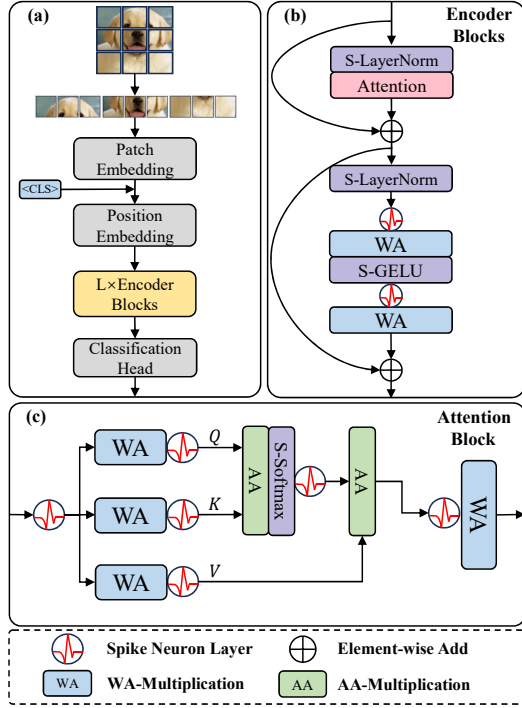 (a)
Patch
Embedding
<CLS>
Position
Embedding
L×Encoder
Blocks
Classification
Head
(b)
Encoder
Blocks
S-LayerNorm
Attention
S-LayerNorm
WA
S-GELU
WA
(c)
Attention
Block
WA
Q
WA
K
WA
V
AA
S-Softmax
AA
WA
Spike Neuron Layer
Element-wise Add
WA
WA-Multiplication
AA
AA-Multiplication